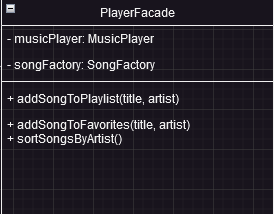 PlayerFacade
- musicPlayer: MusicPlayer
- songFactory: SongFactory
+ addSongToPlaylist(title, artist)
+ addSongToFavorites(title, artist)
+ sortSongsByArtist()